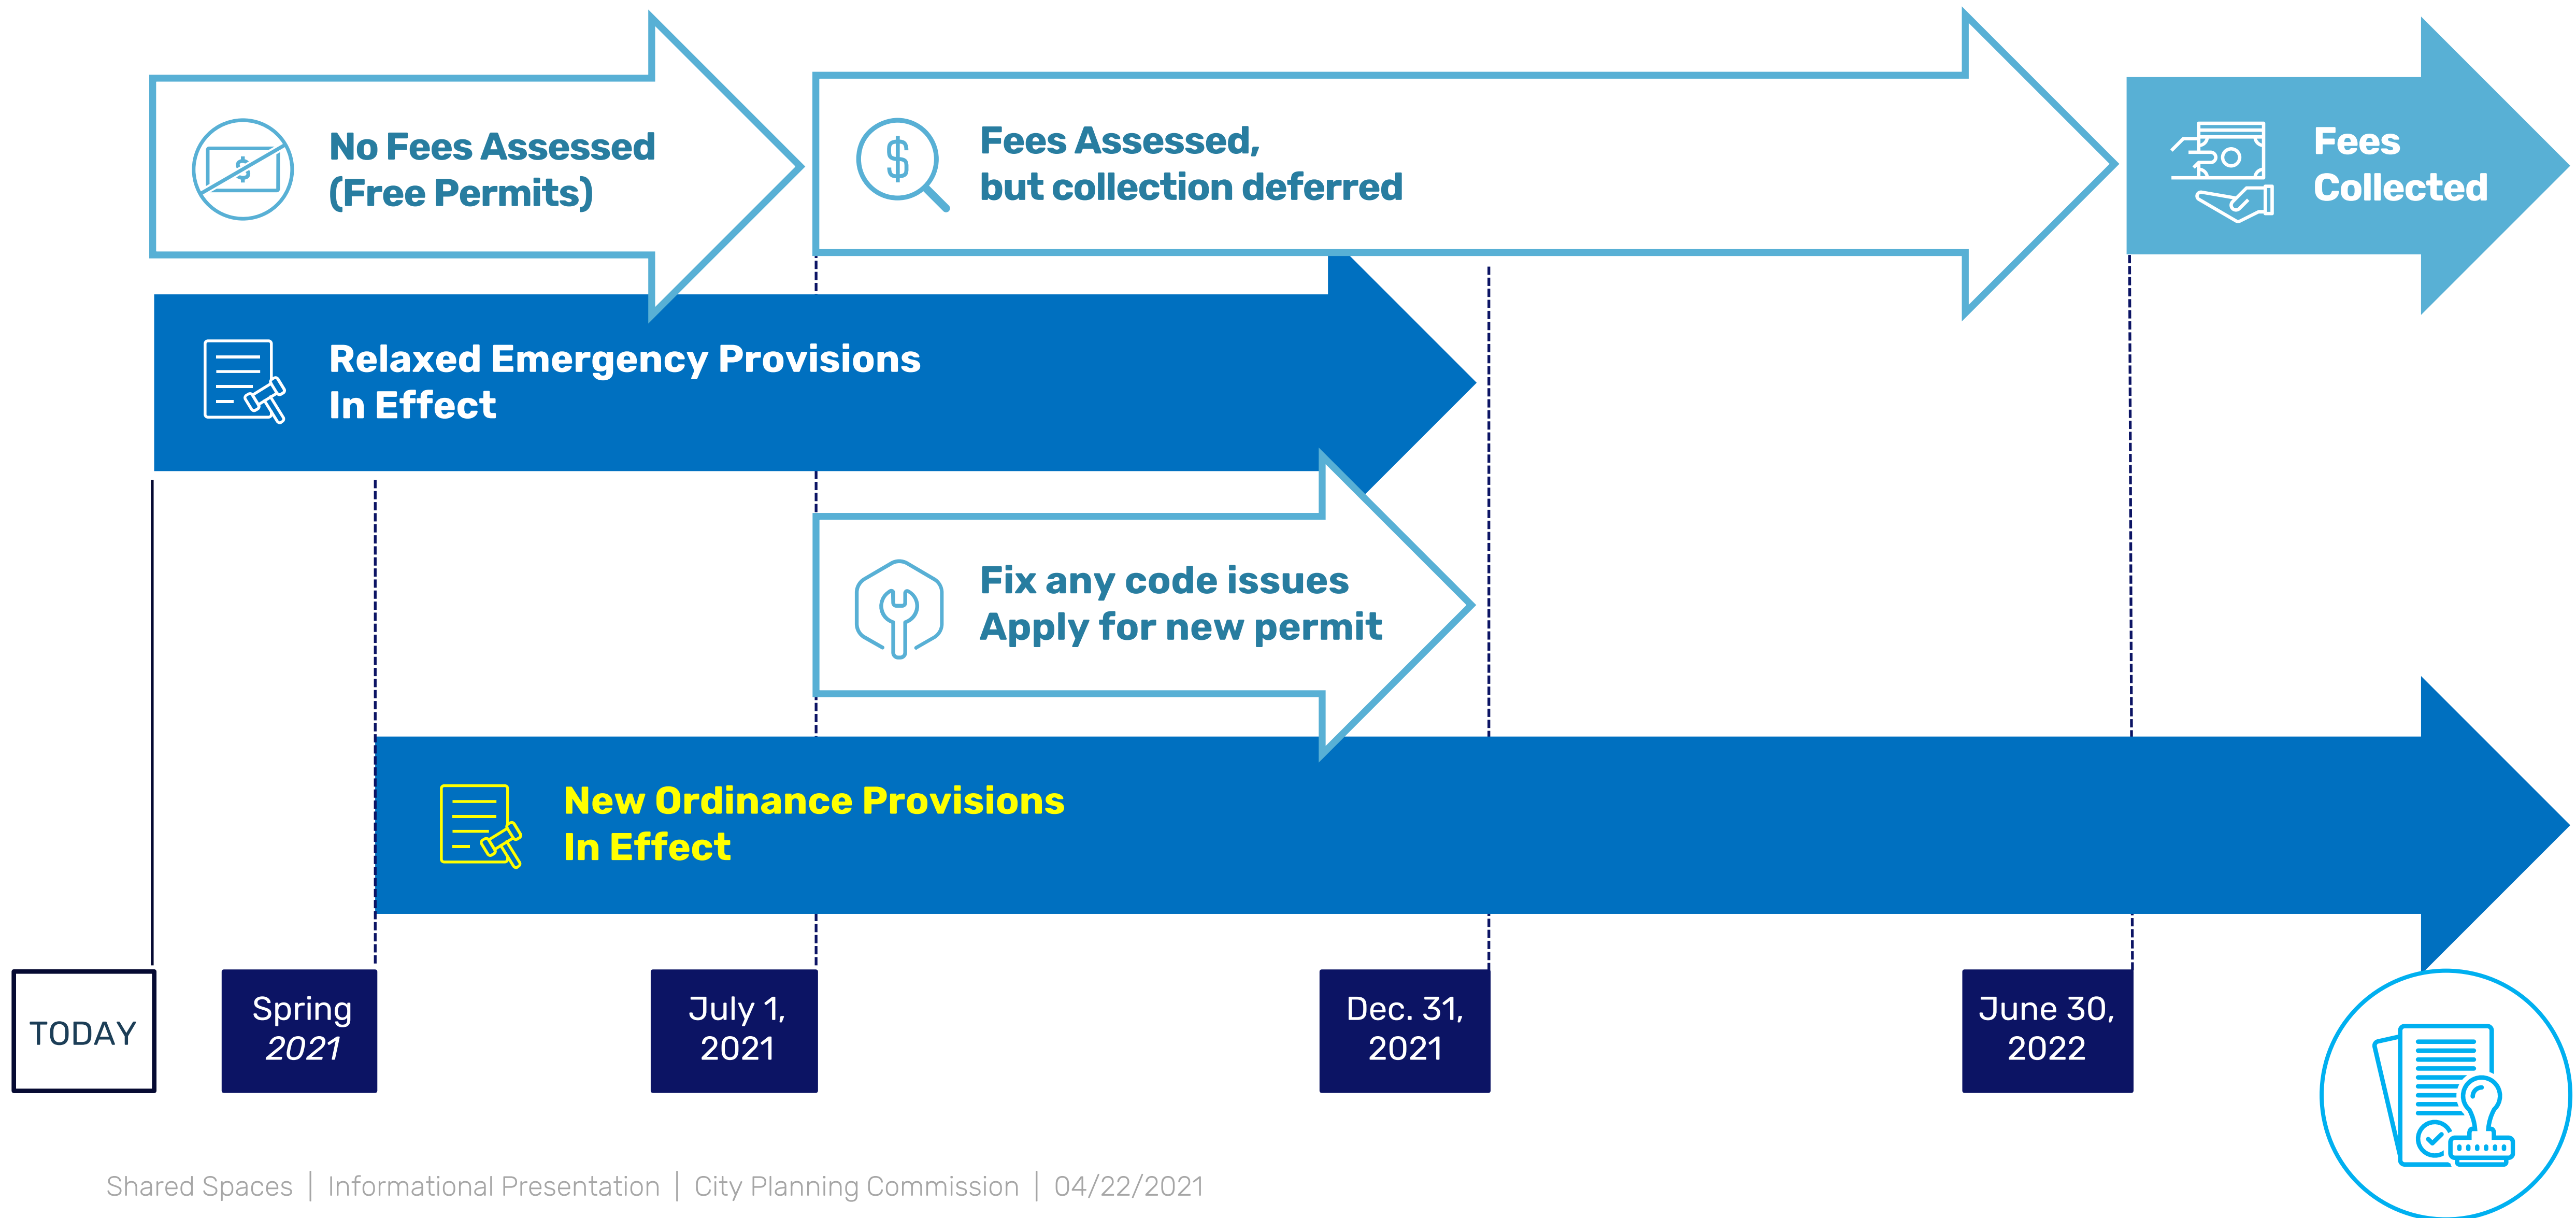 No Fees Assessed
(Free Permits)
$
Fees Assessed,
but collection deferred
Fees
Collected
Relaxed Emergency Provisions
In Effect
Fix any code issues
Apply for new permit
New Ordinance Provisions
In Effect
TODAY
Spring
2021
July 1,
2021
Dec. 31,
2021
June 30,
2022
Shared Spaces | Informational Presentation | City Planning Commission | 04/22/2021